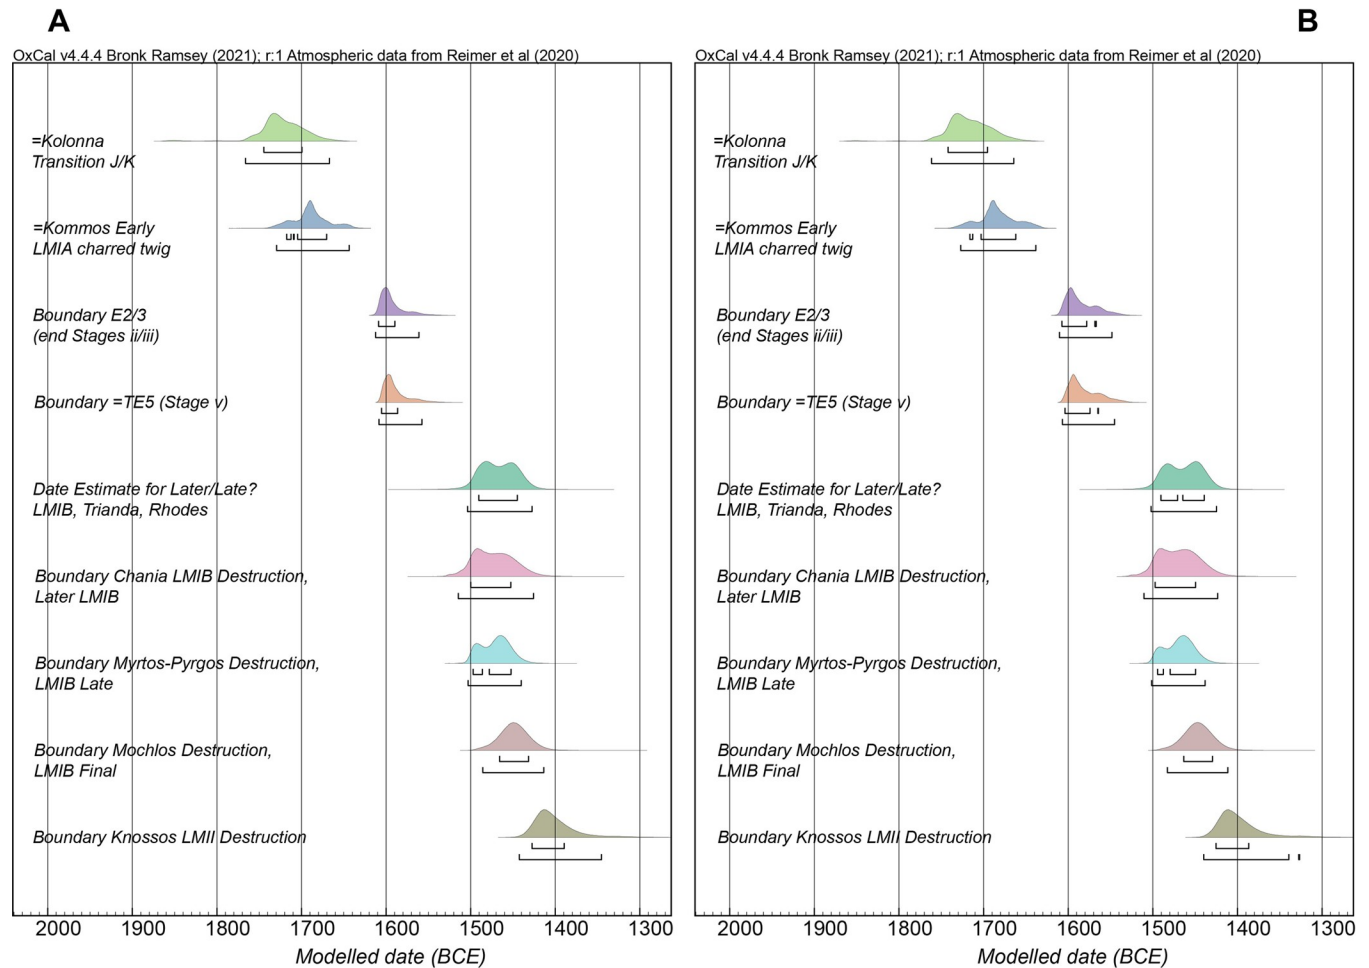 A
OxCal v4.4.4 Bronk Ramsey (2021); r:1 Atmospheric data from Reimer et al (2020)
=Kolonna
Transition J/K
=Kommos Early
LMIA charred twig
Boundary E2/3
(end Stages ii/iii)
Boundary =TE5 (Stage v)
Date Estimate for Later/Late?
LMIB, Trianda, Rhodes
Boundary Chania LMIB Destruction,
Later LMIB
Boundary Myrtos-Pyrgos Destruction,
LMIB Late
Boundary Mochlos Destruction,
LMIB Final
Boundary Knossos LMII Destruction
2000 1900 1800 1700 1600 1500 1400 1300
Modelled date (BCE)
B
OxCal v4.4.4 Bronk Ramsey (2021); r:1 Atmospheric data from Reimer et al (2020)
=Kolonna
Transition J/K
=Kommos Early
LMIA charred twig
Boundary E2/3
(end Stages ii/iii)
Boundary =TE5 (Stage v)
Date Estimate for Later/Late?
LMIB, Trianda, Rhodes
Boundary Chania LMIB Destruction,
Later LMIB
Boundary Myrtos-Pyrgos Destruction,
LMIB Late
Boundary Mochlos Destruction,
LMIB Final
Boundary Knossos LMII Destruction
2000 1900 1800 1700 1600 1500 1400 1300
Modelled date (BCE)